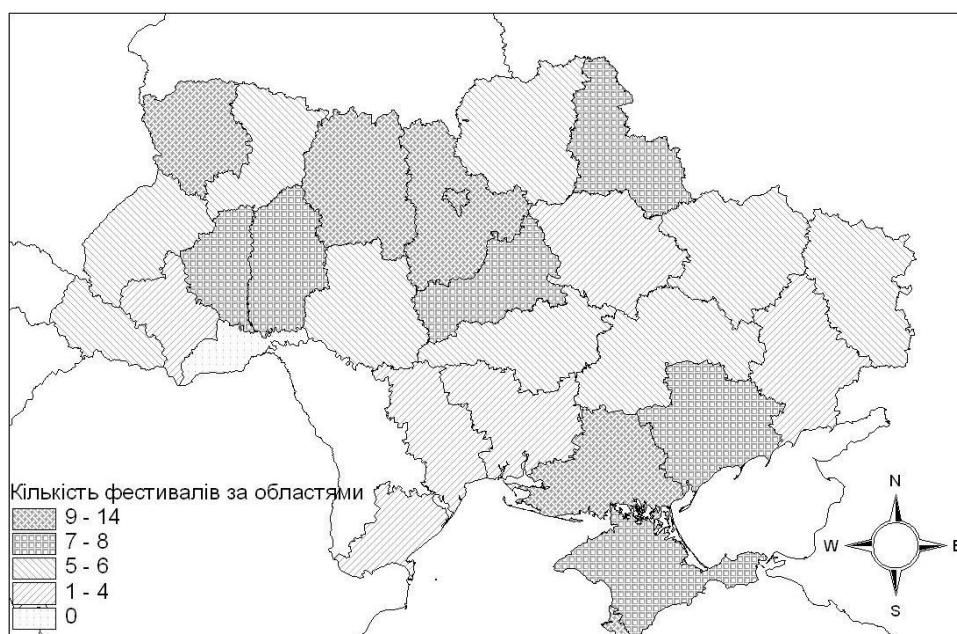 Кількість фестивалів за областями
9 - 14
7 - 8
5 - 6
1 - 4
0
N
W
E
S